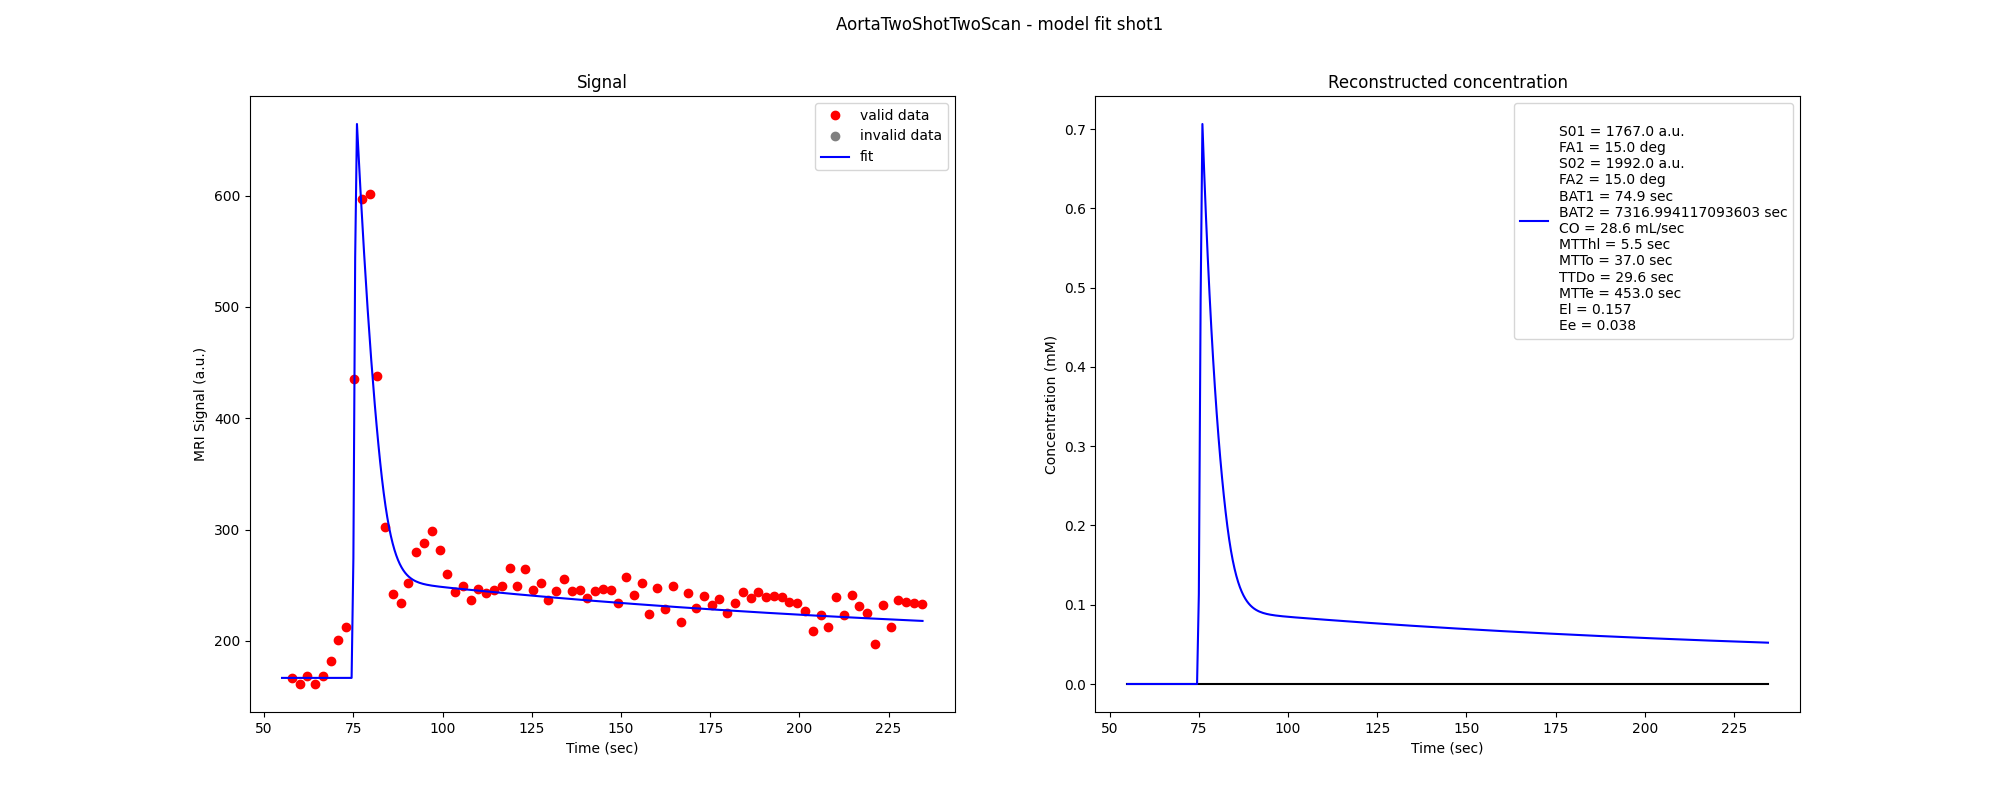 AortaTwoShotTwoScan - model fit shot1
Signal
valid data
invalid data
fit
600
500
400
300
200
MRI Signal (a.u.)
50 75 100 125 150 175 200 225
Time (sec)
Reconstructed concentration
S01 = 1767.0 a.u.
FA1 = 15.0 deg
S02 = 1992.0 a.u.
FA2 = 15.0 deg
BAT1 = 74.9 sec
BAT2 = 7316.994117093603 sec
CO = 28.6 mL/sec
MTThl = 5.5 sec
MTTo = 37.0 sec
TTDo = 29.6 sec
MTTe = 453.0 sec
El = 0.157
Ee = 0.038
0.7
0.6
0.5
0.4
0.3
0.2
0.1
0.0
Concentration (mM)
50 75 100 125 150 175 200 225
Time (sec)